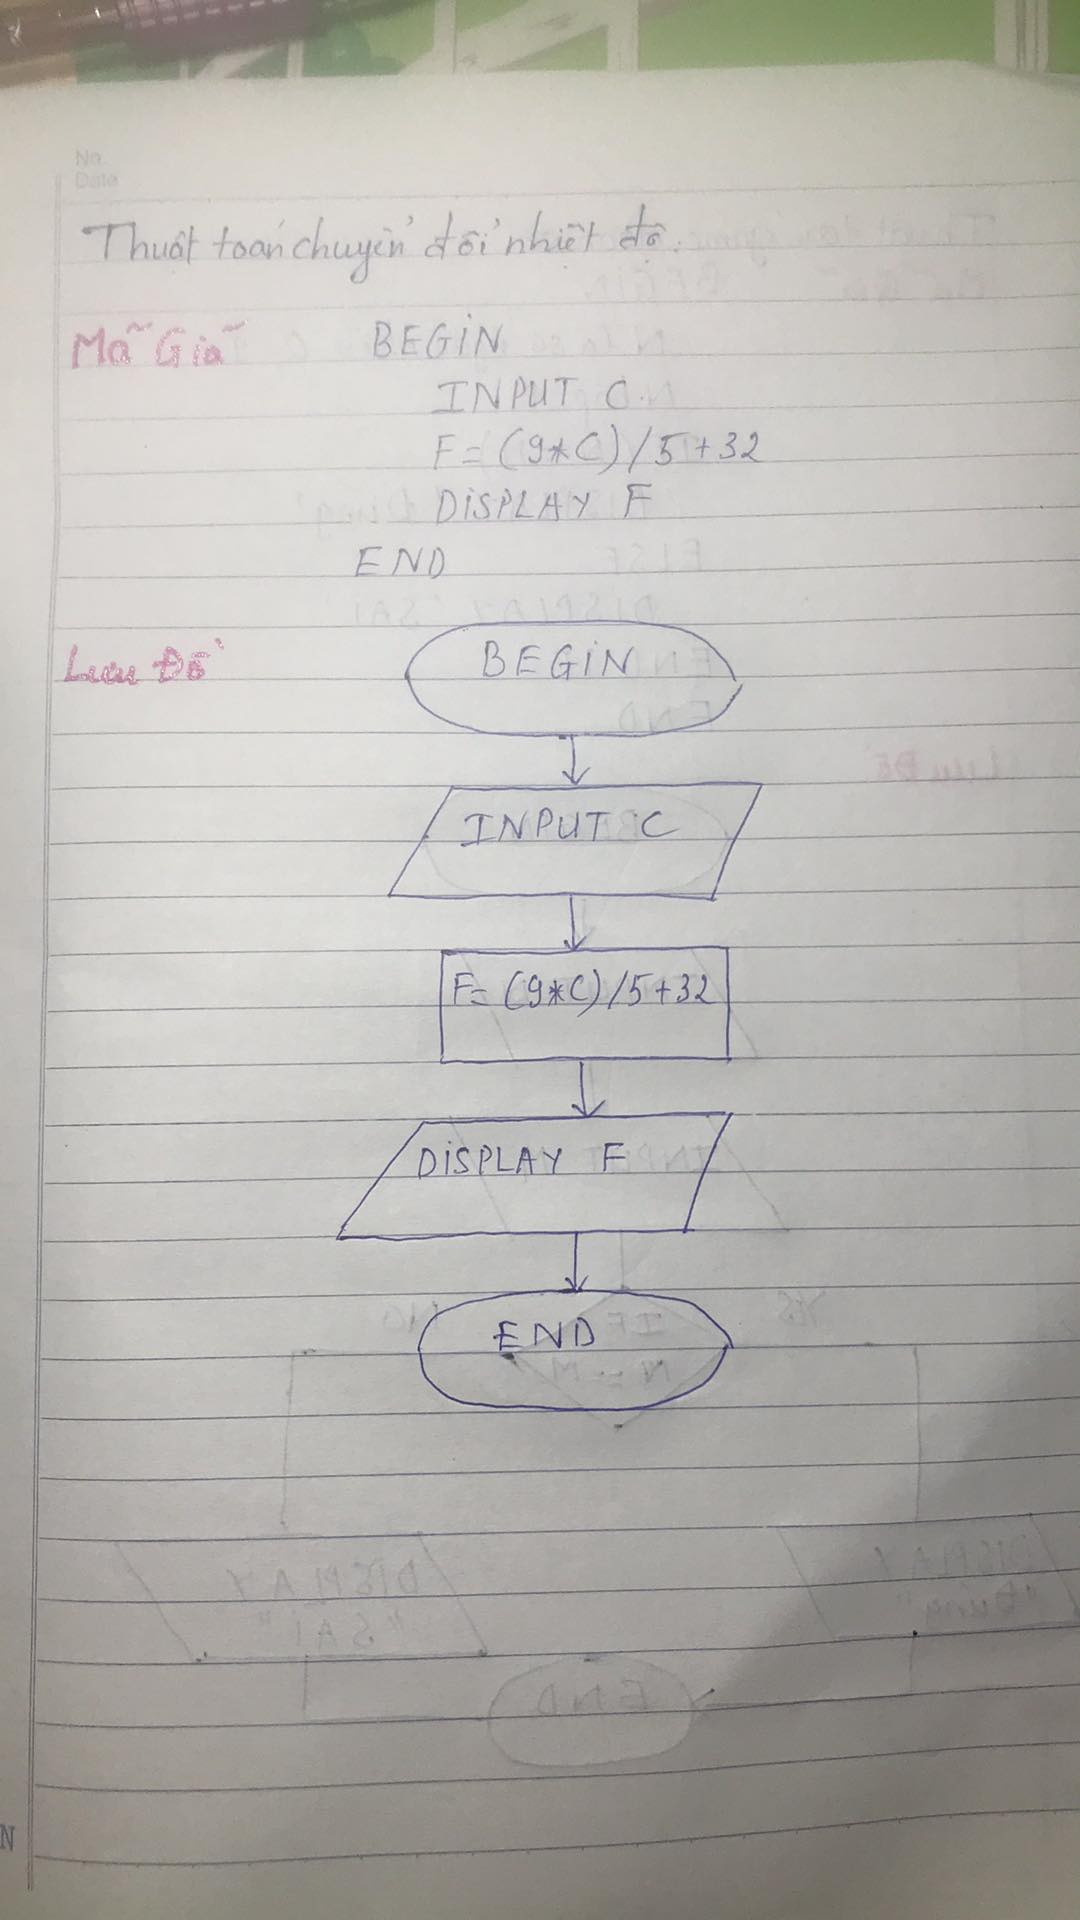 No.
Date
Thuật toán chuyển đổi nhiệt độ.
Mã Giã
BEGIN
INPUT C
F=(9*C)/5+32
DISPLAY F
END
Lưu Đồ
BEGIN
INPUT C
F=(9*C)/5+32
DISPLAY F
END
N